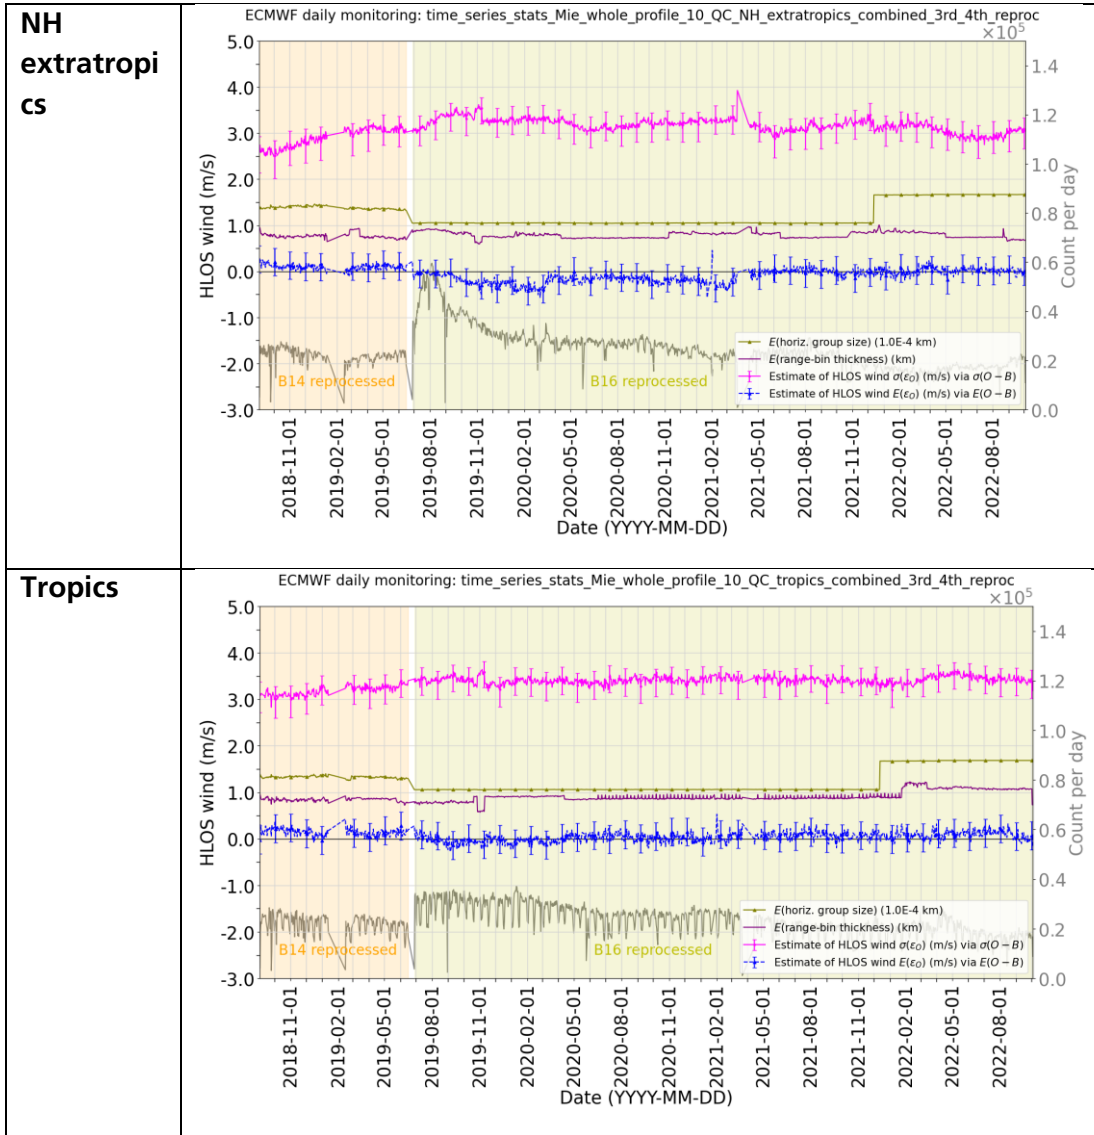 NH
extratropi
cs
ECMWF daily monitoring: time_series_stats_Mie_whole_profile_10_QC_NH_extratropics_combined_3rd_4th_reproc
×10⁵
5.0
4.0
3.0
2.0
1.0
0.0
-1.0
-2.0
-3.0
HLOS wind (m/s)
1.4
1.2
1.0
0.8
0.6
0.4
0.2
0.0
Count per day
B14 reprocessed
B16 reprocessed
E(horiz. group size) (1.0E-4 km)
E(range-bin thickness) (km)
Estimate of HLOS wind σ(εO) (m/s) via σ(O − B)
Estimate of HLOS wind E(εO) (m/s) via E(O − B)
2018-11-01
2019-02-01
2019-05-01
2019-08-01
2019-11-01
2020-02-01
2020-05-01
2020-08-01
2020-11-01
2021-02-01
2021-05-01
2021-08-01
2021-11-01
2022-02-01
2022-05-01
2022-08-01
Date (YYYY-MM-DD)
Tropics
ECMWF daily monitoring: time_series_stats_Mie_whole_profile_10_QC_tropics_combined_3rd_4th_reproc
×10⁵
5.0
4.0
3.0
2.0
1.0
0.0
-1.0
-2.0
-3.0
HLOS wind (m/s)
1.4
1.2
1.0
0.8
0.6
0.4
0.2
0.0
Count per day
B14 reprocessed
B16 reprocessed
E(horiz. group size) (1.0E-4 km)
E(range-bin thickness) (km)
Estimate of HLOS wind σ(εO) (m/s) via σ(O − B)
Estimate of HLOS wind E(εO) (m/s) via E(O − B)
2018-11-01
2019-02-01
2019-05-01
2019-08-01
2019-11-01
2020-02-01
2020-05-01
2020-08-01
2020-11-01
2021-02-01
2021-05-01
2021-08-01
2021-11-01
2022-02-01
2022-05-01
2022-08-01
Date (YYYY-MM-DD)